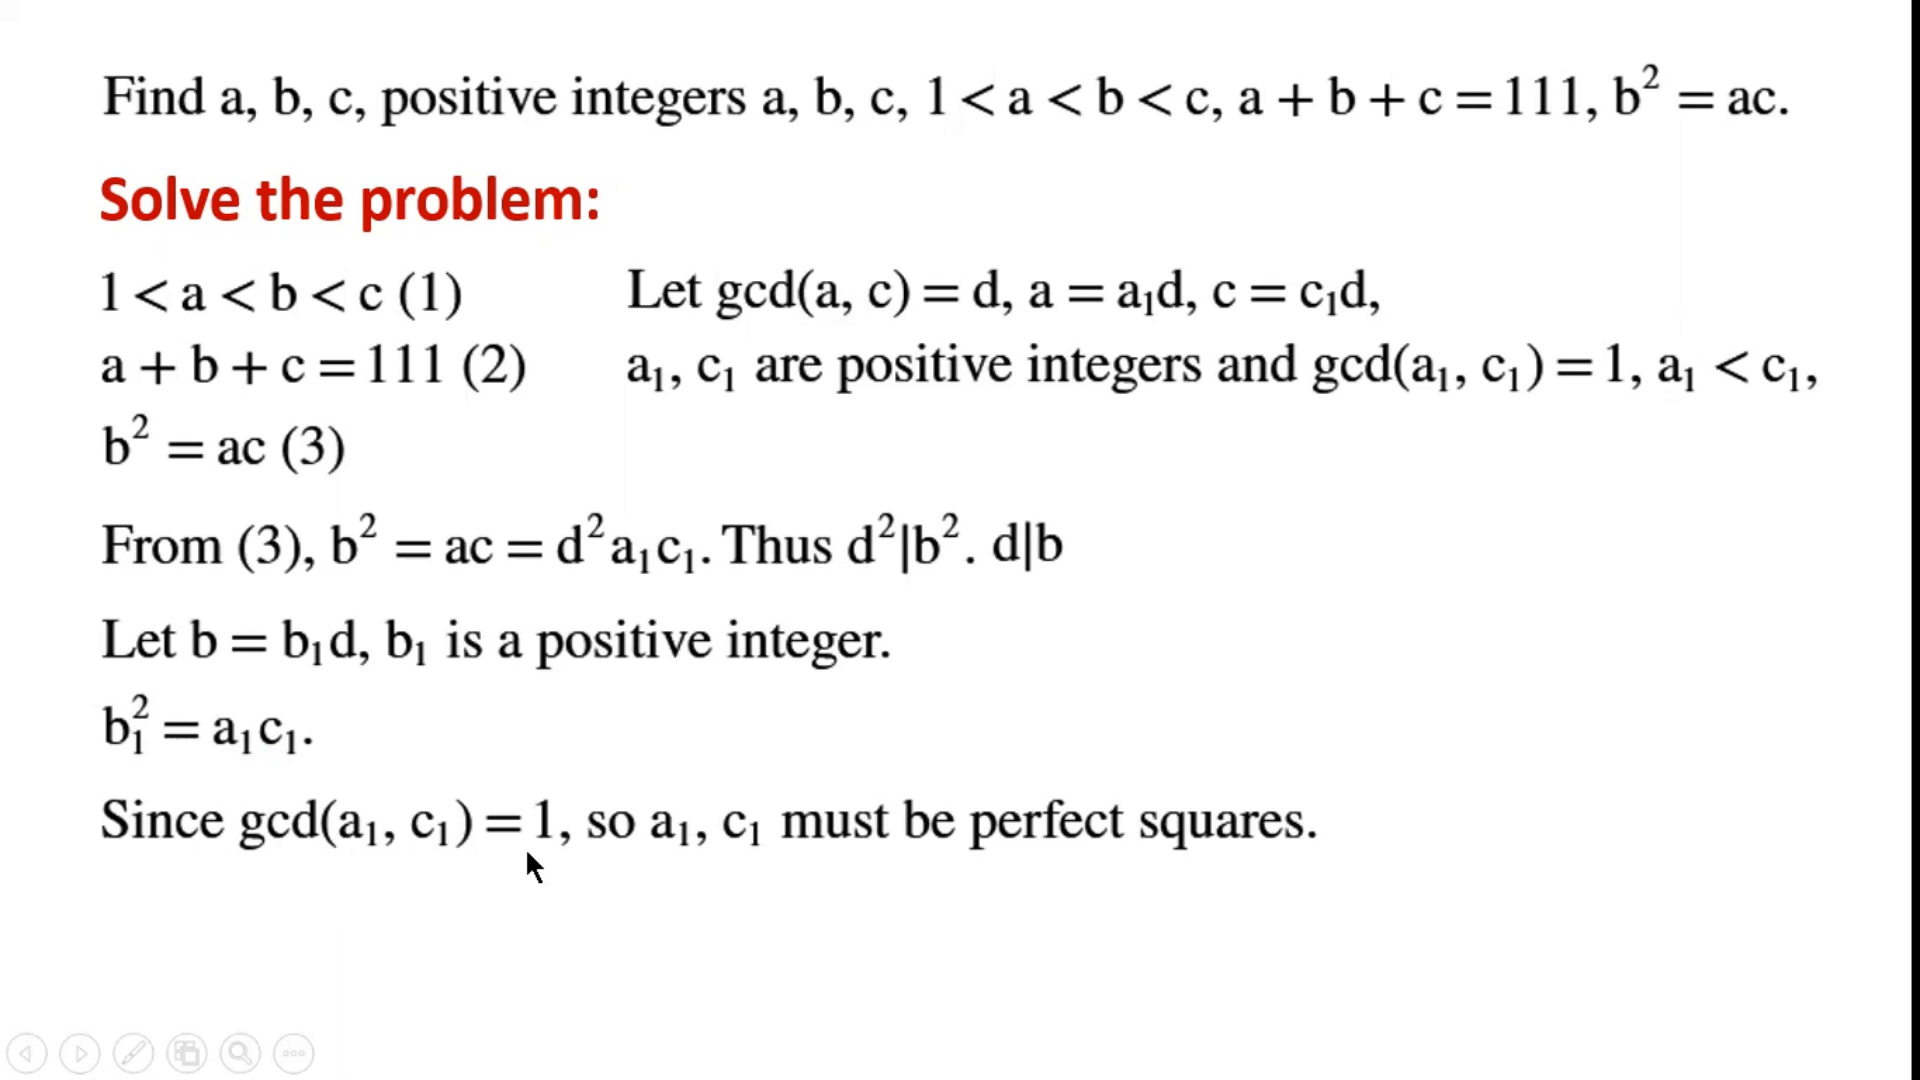 Find a, b, c, positive integers a, b, c, 1 < a < b < c, a + b + c = 111, b² = ac.
Solve the problem:
1 < a < b < c (1)
a + b + c = 111 (2)
b² = ac (3)
Let gcd(a, c) = d, a = a₁d, c = c₁d,
a₁, c₁ are positive integers and gcd(a₁, c₁) = 1, a₁ < c₁,
From (3), b² = ac = d²a₁c₁. Thus d²|b². d|b
Let b = b₁d, b₁ is a positive integer.
b₁² = a₁c₁.
Since gcd(a₁, c₁) = 1, so a₁, c₁ must be perfect squares.